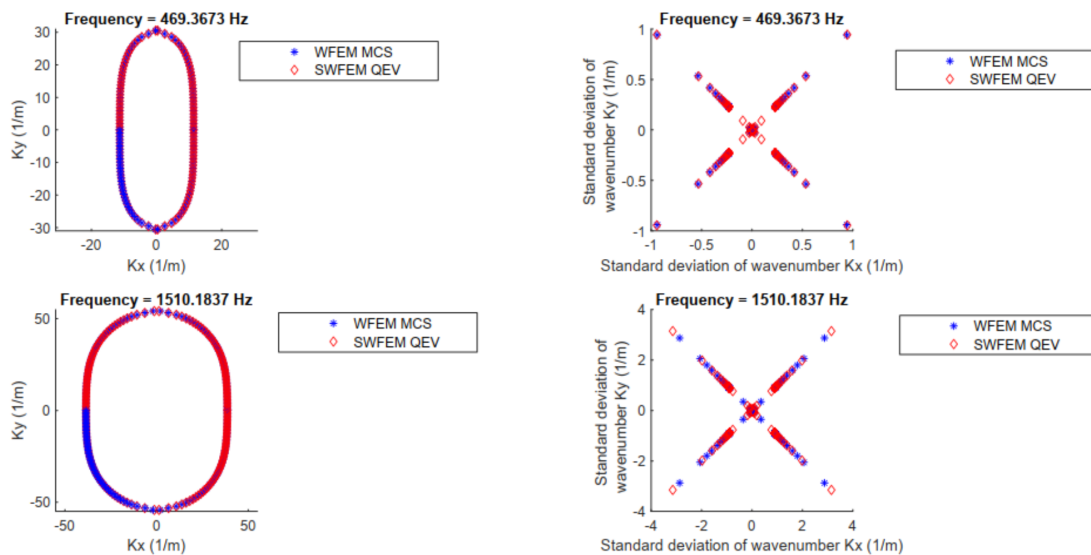 Frequency = 469.3673 Hz
30
20
10
0
-10
-20
-30
-20
0
20
Ky (1/m)
Kx (1/m)
WFEM MCS
SWFEM QEV
Frequency = 469.3673 Hz
1
0.5
0
-0.5
-1
-1
-0.5
0
0.5
1
Standard deviation of
wavenumber Ky (1/m)
Standard deviation of wavenumber Kx (1/m)
WFEM MCS
SWFEM QEV
Frequency = 1510.1837 Hz
50
0
-50
-50
0
50
Ky (1/m)
Kx (1/m)
WFEM MCS
SWFEM QEV
Frequency = 1510.1837 Hz
4
2
0
-2
-4
-4
-2
0
2
4
Standard deviation of
wavenumber Ky (1/m)
Standard deviation of wavenumber Kx (1/m)
WFEM MCS
SWFEM QEV